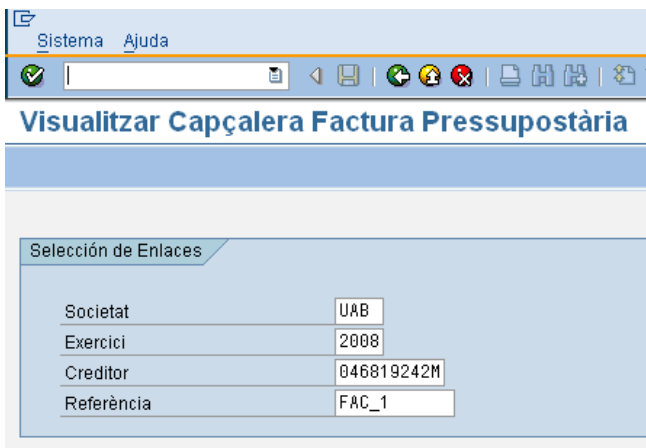 Sistema Ajuda
Visualitzar Capçalera Factura Pressupostària
Selección de Enlaces
Societat UAB
Exercici 2008
Creditor 046819242M
Referència FAC_1